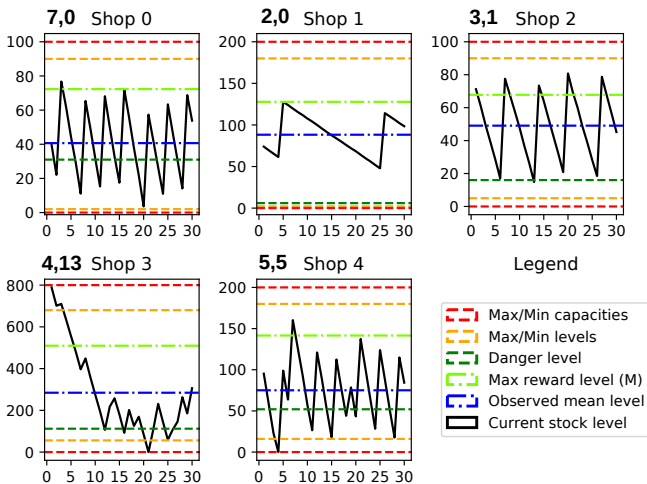 7,0 Shop 0
100
80
60
40
20
0
0 5 10 15 20 25 30
2,0 Shop 1
200
150
100
50
0
0 5 10 15 20 25 30
3,1 Shop 2
100
80
60
40
20
0
0 5 10 15 20 25 30
4,13 Shop 3
800
600
400
200
0
0 5 10 15 20 25 30
5,5 Shop 4
200
150
100
50
0
0 5 10 15 20 25 30
Legend
Max/Min capacities
Max/Min levels
Danger level
Max reward level (M)
Observed mean level
Current stock level